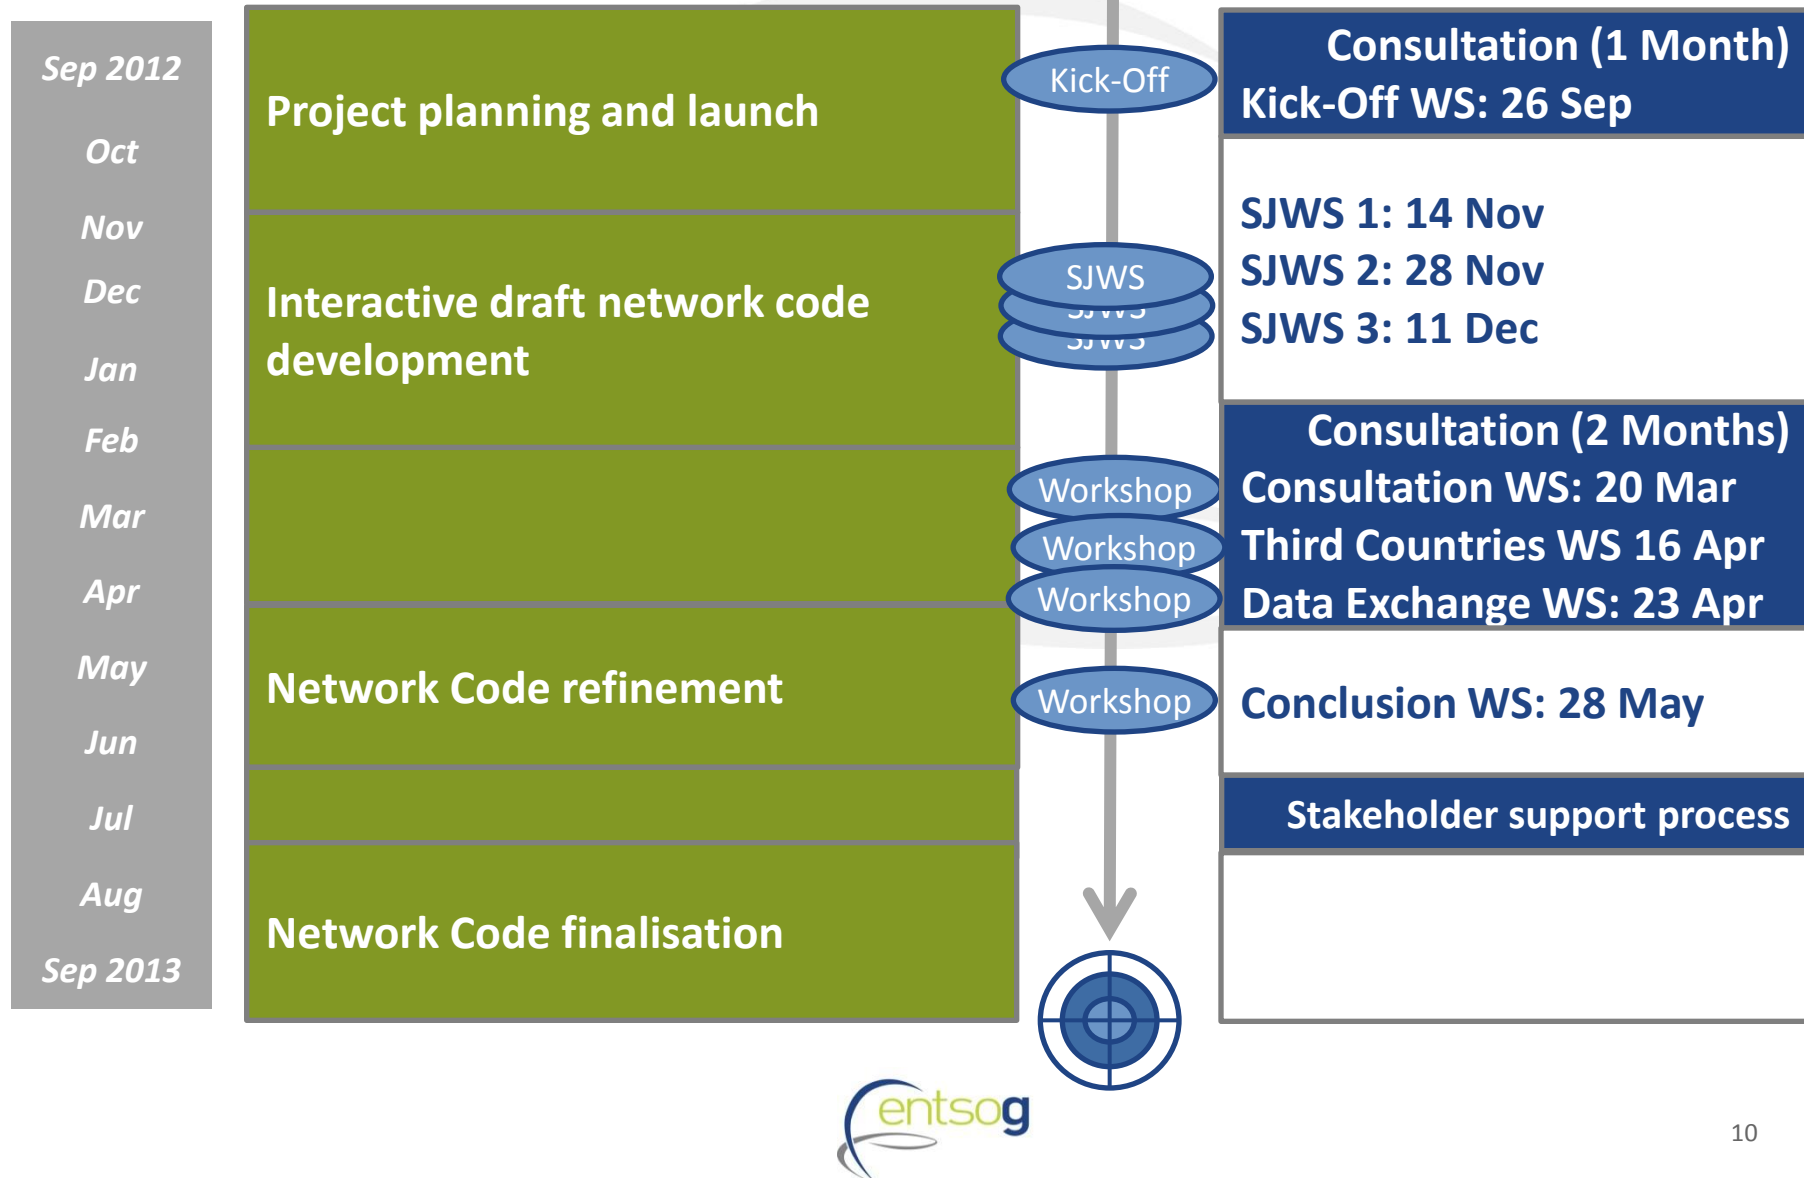 Sep 2012
Oct
Nov
Dec
Jan
Feb
Mar
Apr
May
Jun
Jul
Aug
Sep 2013
Project planning and launch
Interactive draft network code
development
Network Code refinement
Network Code finalisation
Kick-Off
SJWS
SJWS
SJWS
Workshop
Workshop
Workshop
Workshop
Consultation (1 Month)
Kick-Off WS: 26 Sep
SJWS 1: 14 Nov
SJWS 2: 28 Nov
SJWS 3: 11 Dec
Consultation (2 Months)
Consultation WS: 20 Mar
Third Countries WS 16 Apr
Data Exchange WS: 23 Apr
Conclusion WS: 28 May
Stakeholder support process
entsog
10